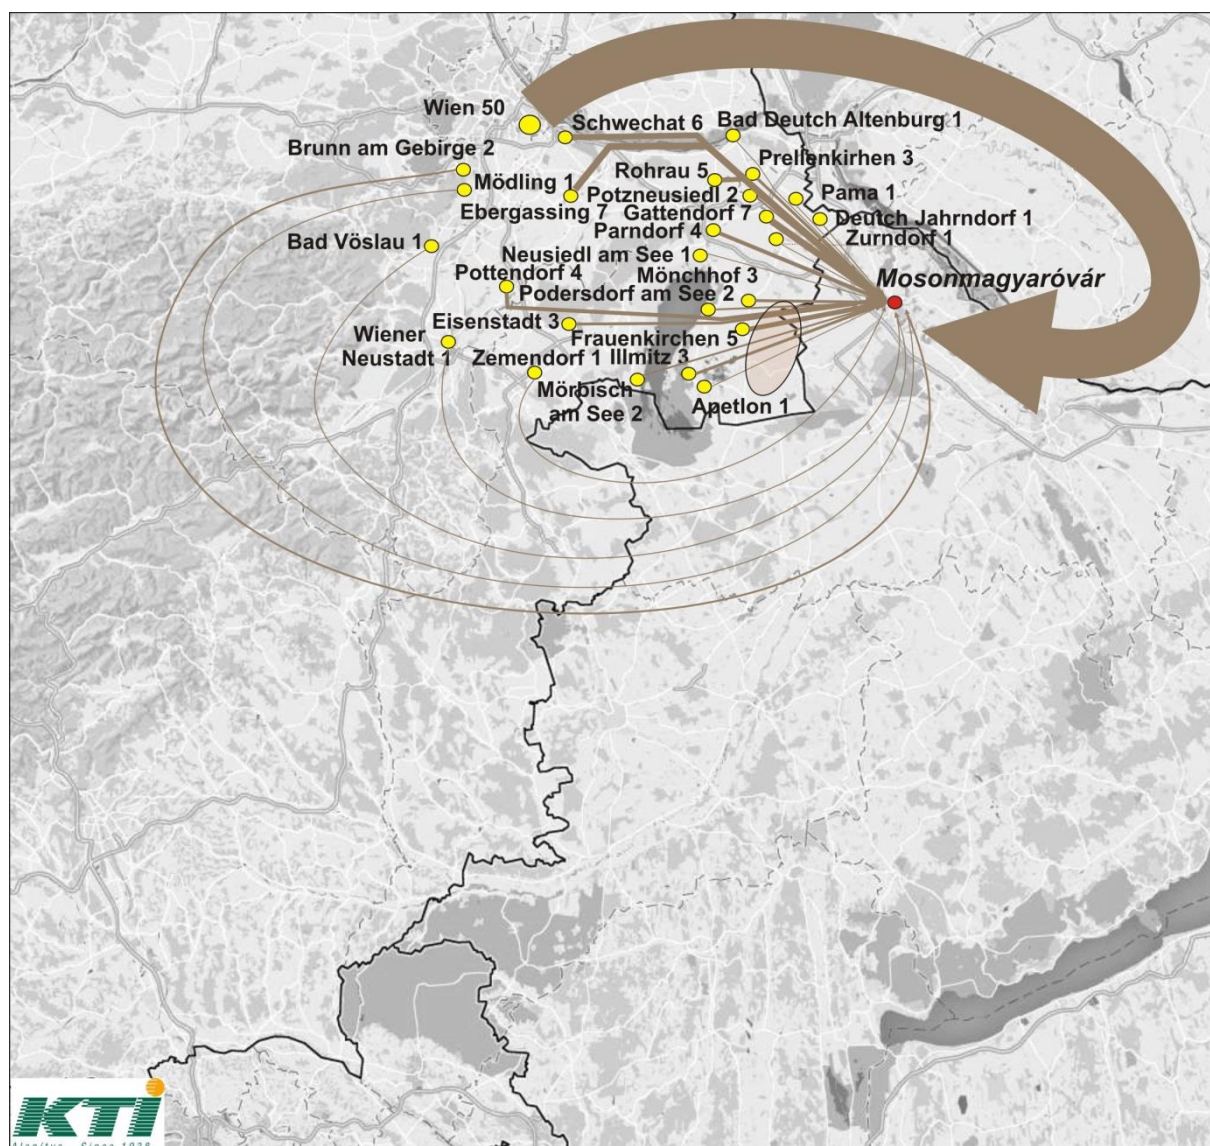 Wien 50
Schwechat 6
Bad Deutch Altenburg 1
Brunn am Gebirge 2
Prellenkirhen 3
Rohrau 5
Mödling 1
Potzneusiedl 2
Pama 1
Ebergassing 7
Gattendorf 7
Deutch Jahrndorf 1
Parndorf 4
Zurndorf 1
Bad Vöslau 1
Neusiedl am See 1
Pottendorf 4
Mönchhof 3
Mosonmagyaróvár
Podersdorf am See 2
Eisenstadt 3
Frauenkirchen 5
Wiener
Neustadt 1
Zemendorf 1
Illmitz 3
Mörbisch
am See 2
Apetlon 1
KTI